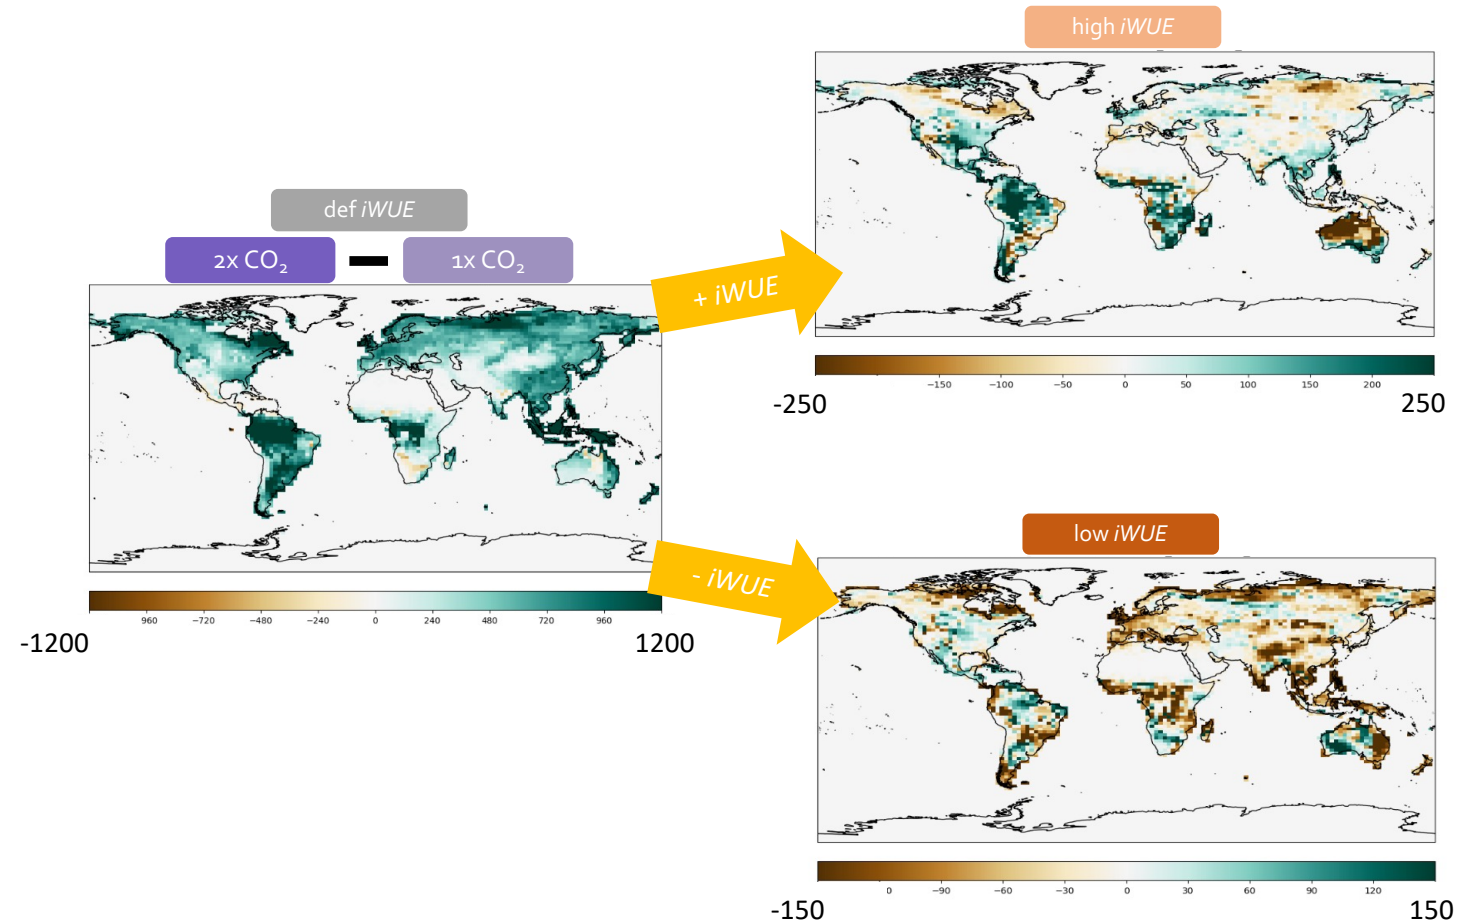 high iWUE
def iWUE
2x CO₂ 1x CO₂
+ iWUE
−150 −100 −50 0 50 100 150 200
-250 250
low iWUE
- iWUE
960 −720 −480 −240 0 240 480 720 960
-1200 1200
0 −90 −60 −30 0 30 60 90 120
-150 150